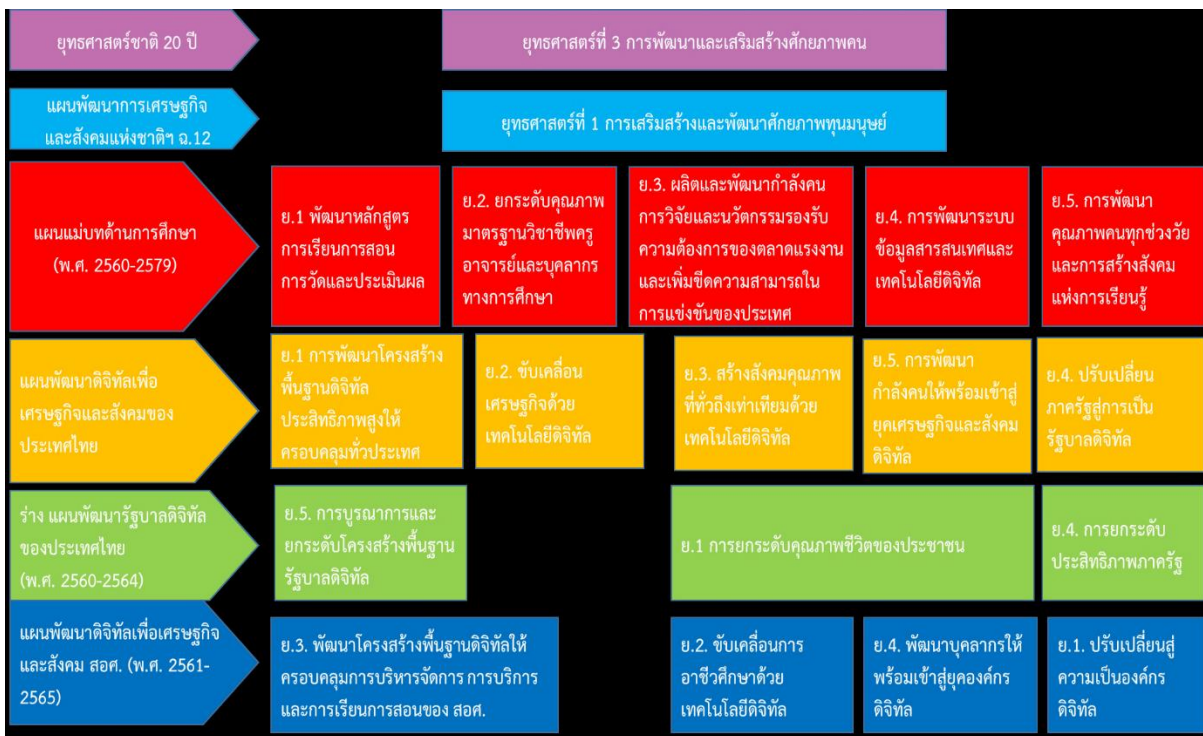 ยุทธศาสตร์ชาติ 20 ปี
ยุทธศาสตร์ที่ 3 การพัฒนาและเสริมสร้างศักยภาพคน
แผนพัฒนาการเศรษฐกิจ
และสังคมแห่งชาติฯ ฉ.12
ยุทธศาสตร์ที่ 1 การเสริมสร้างและพัฒนาศักยภาพทุนมนุษย์
แผนแม่บทด้านการศึกษา
(พ.ศ. 2560-2579)
ย.1 พัฒนาหลักสูตร
การเรียนการสอน
การวัดและประเมินผล
ย.2. ยกระดับคุณภาพ
มาตรฐานวิชาชีพครู
อาจารย์และบุคลากร
ทางการศึกษา
ย.3. ผลิตและพัฒนากำลังคน
การวิจัยและนวัตกรรมรองรับ
ความต้องการของตลาดแรงงาน
และเพิ่มขีดความสามารถใน
การแข่งขันของประเทศ
ย.4. การพัฒนาระบบ
ข้อมูลสารสนเทศและ
เทคโนโลยีดิจิทัล
ย.5. การพัฒนา
คุณภาพคนทุกช่วงวัย
และการสร้างสังคม
แห่งการเรียนรู้
แผนพัฒนาดิจิทัลเพื่อ
เศรษฐกิจและสังคมของ
ประเทศไทย
ย.1 การพัฒนาโครงสร้าง
พื้นฐานดิจิทัล
ประสิทธิภาพสูงให้
ครอบคลุมทั่วประเทศ
ย.2. ขับเคลื่อน
เศรษฐกิจด้วย
เทคโนโลยีดิจิทัล
ย.3. สร้างสังคมคุณภาพ
ที่ทั่วถึงเท่าเทียมด้วย
เทคโนโลยีดิจิทัล
ย.5. การพัฒนา
กำลังคนให้พร้อมเข้าสู่
ยุคเศรษฐกิจและสังคม
ดิจิทัล
ย.4. ปรับเปลี่ยน
ภาครัฐสู่การเป็น
รัฐบาลดิจิทัล
ร่าง แผนพัฒนารัฐบาลดิจิทัล
ของประเทศไทย
(พ.ศ. 2560-2564)
ย.5. การบูรณาการและ
ยกระดับโครงสร้างพื้นฐาน
รัฐบาลดิจิทัล
ย.1 การยกระดับคุณภาพชีวิตของประชาชน
ย.4. การยกระดับ
ประสิทธิภาพภาครัฐ
แผนพัฒนาดิจิทัลเพื่อเศรษฐกิจ
และสังคม สอศ. (พ.ศ. 2561-
2565)
ย.3. พัฒนาโครงสร้างพื้นฐานดิจิทัลให้
ครอบคลุมการบริหารจัดการ การบริการ
และการเรียนการสอนของ สอศ.
ย.2. ขับเคลื่อนการ
อาชีวศึกษาด้วย
เทคโนโลยีดิจิทัล
ย.4. พัฒนาบุคลากรให้
พร้อมเข้าสู่ยุคองค์กร
ดิจิทัล
ย.1. ปรับเปลี่ยนสู่
ความเป็นองค์กร
ดิจิทัล